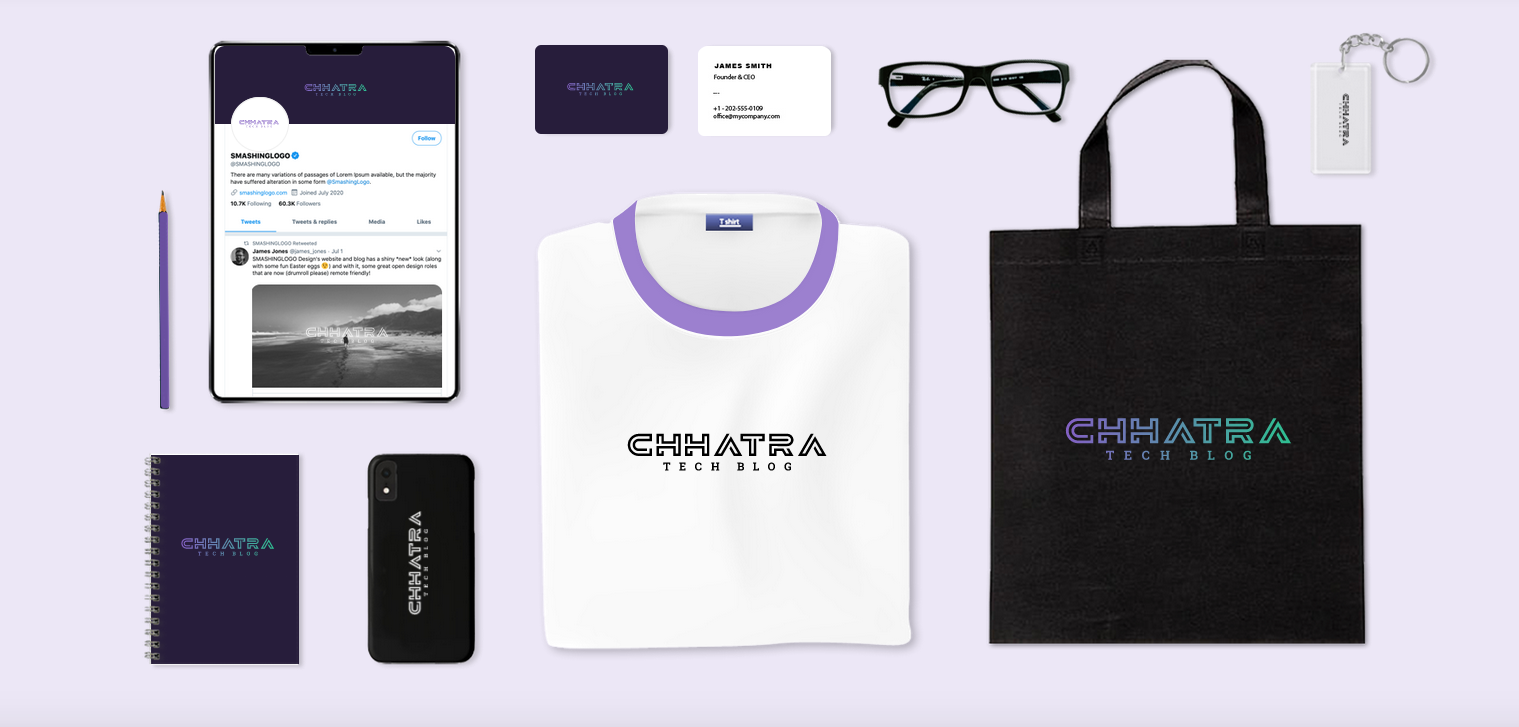 CHHATRA
TECH BLOG
CHHATRA
TECH BLOG
Follow
SMASHINGLOGO
@SMASHINGLOGO
There are many variations of passages of Lorem Ipsum available, but the majority
have suffered alteration in some form @SmashingLogo.
smashinglogo.com Joined July 2020
10.7K Following 60.3K Followers
Tweets Tweets & replies Media Likes
SMASHINGLOGO Retweeted
James Jones @james_jones - Jul 1
SMASHINGLOGO Design's website and blog has a shiny *new* look (along
with some fun Easter eggs 😉) and with it, some great open design roles
that are now (drumroll please) remote friendly!
CHHATRA
TECH BLOG
CHHATRA
TECH BLOG
JAMES SMITH
Founder & CEO
---
+1 - 202-555-0109
office@mycompany.com
CHHATRA
TECH BLOG
T shirt
CHHATRA
TECH BLOG
CHHATRA
TECH BLOG
CHHATRA
TECH BLOG
CHHATRA
TECH BLOG